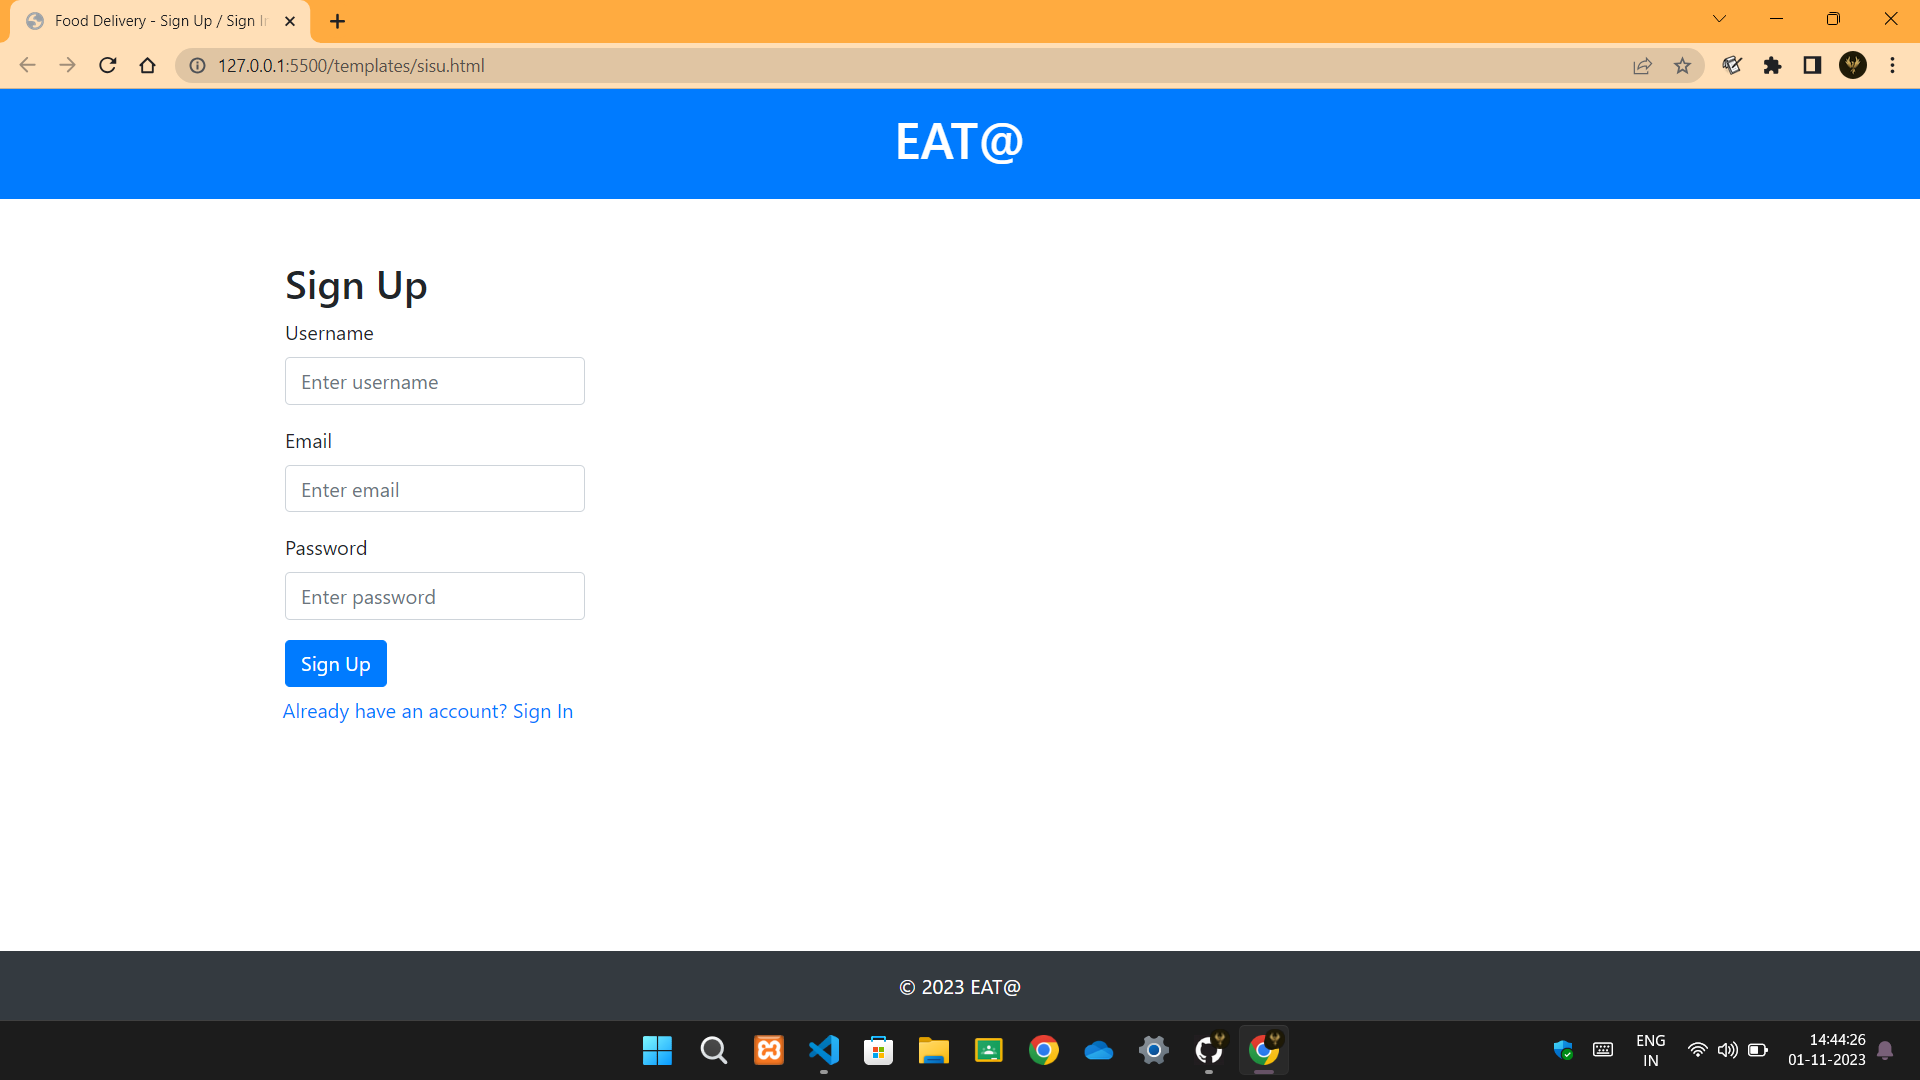 Food Delivery - Sign Up / Sign In
127.0.0.1:5500/templates/sisu.html
EAT@
Sign Up
Username
Enter username
Email
Enter email
Password
Enter password
Sign Up
Already have an account? Sign In
© 2023 EAT@
ENG
IN
14:44:26
01-11-2023